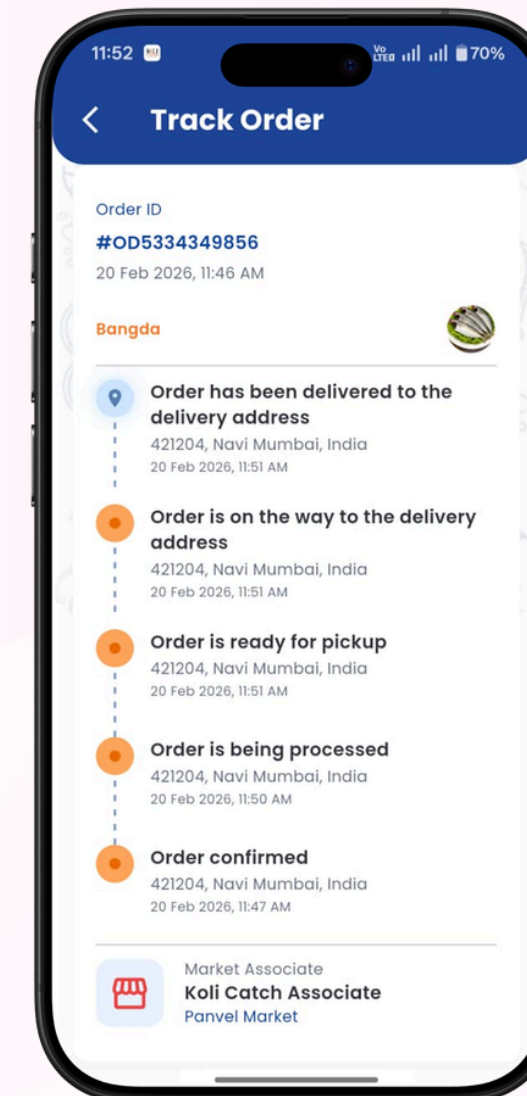 11:52
Vo
LTE
70%
Track Order
Order ID
#OD5334349856
20 Feb 2026, 11:46 AM
Bangda
Order has been delivered to the
delivery address
421204, Navi Mumbai, India
20 Feb 2026, 11:51 AM
Order is on the way to the delivery
address
421204, Navi Mumbai, India
20 Feb 2026, 11:51 AM
Order is ready for pickup
421204, Navi Mumbai, India
20 Feb 2026, 11:51 AM
Order is being processed
421204, Navi Mumbai, India
20 Feb 2026, 11:50 AM
Order confirmed
421204, Navi Mumbai, India
20 Feb 2026, 11:47 AM
Market Associate
Koli Catch Associate
Panvel Market